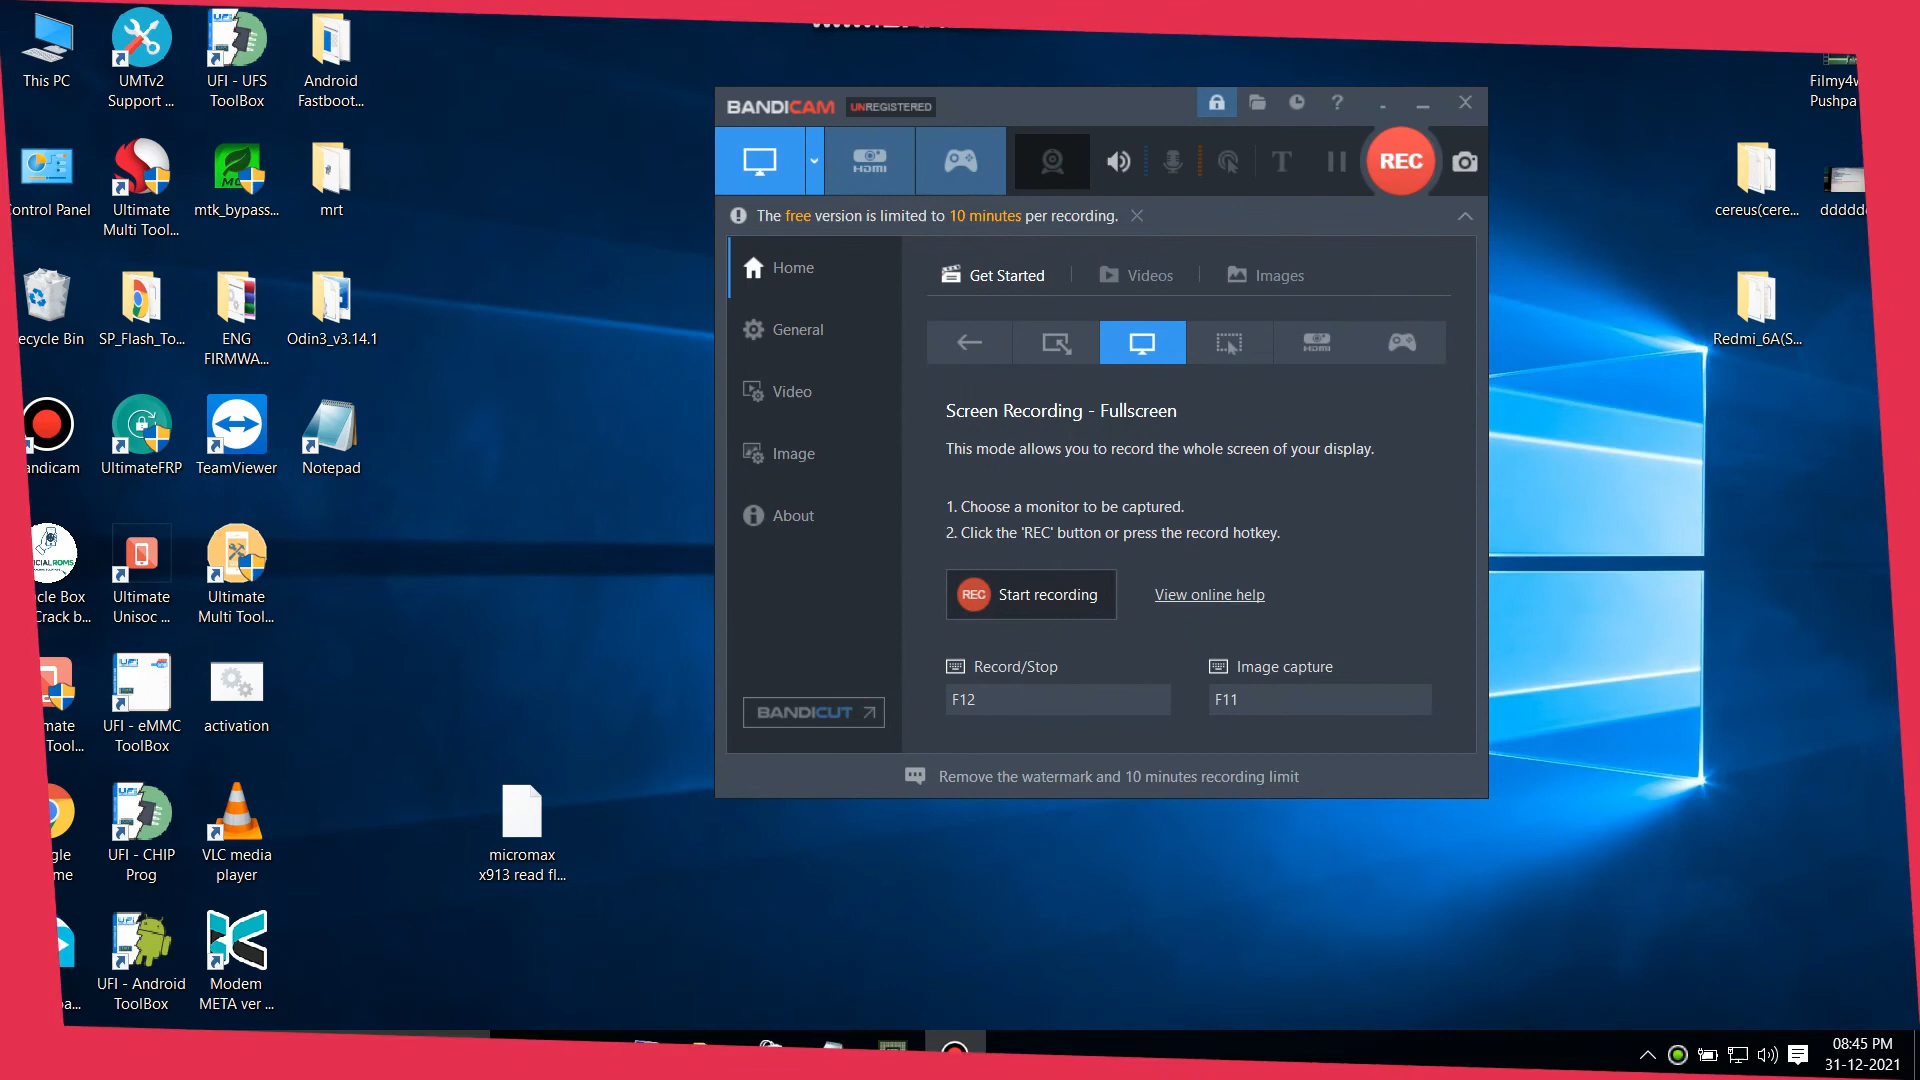 This PC
UMTv2
Support ...
UFI - UFS
ToolBox
Android
Fastboot...
ontrol Panel
Ultimate
Multi Tool...
mtk_bypass...
mrt
ecycle Bin
SP_Flash_To...
ENG
FIRMWA...
Odin3_v3.14.1
andicam
UltimateFRP
TeamViewer
Notepad
CIALROMS
cle Box
Crack b...
Ultimate
Unisoc ...
Ultimate
Multi Tool...
mate
Tool...
UFI - eMMC
ToolBox
activation
gle
me
UFI - CHIP
Prog
VLC media
player
micromax
x913 read fl...
pa...
UFI - Android
ToolBox
Modem
META ver ...
BANDICAM UNREGISTERED
HDMI
T
REC
The free version is limited to 10 minutes per recording.
Home
General
Video
Image
About
BANDICUT
Get Started
Videos
Images
HDMI
Screen Recording - Fullscreen
This mode allows you to record the whole screen of your display.
1. Choose a monitor to be captured.
2. Click the 'REC' button or press the record hotkey.
REC Start recording
View online help
Record/Stop
F12
Image capture
F11
Remove the watermark and 10 minutes recording limit
Filmy4w
Pushpa
cereus(cere...
dddddd
Redmi_6A(S...
08:45 PM
31-12-2021